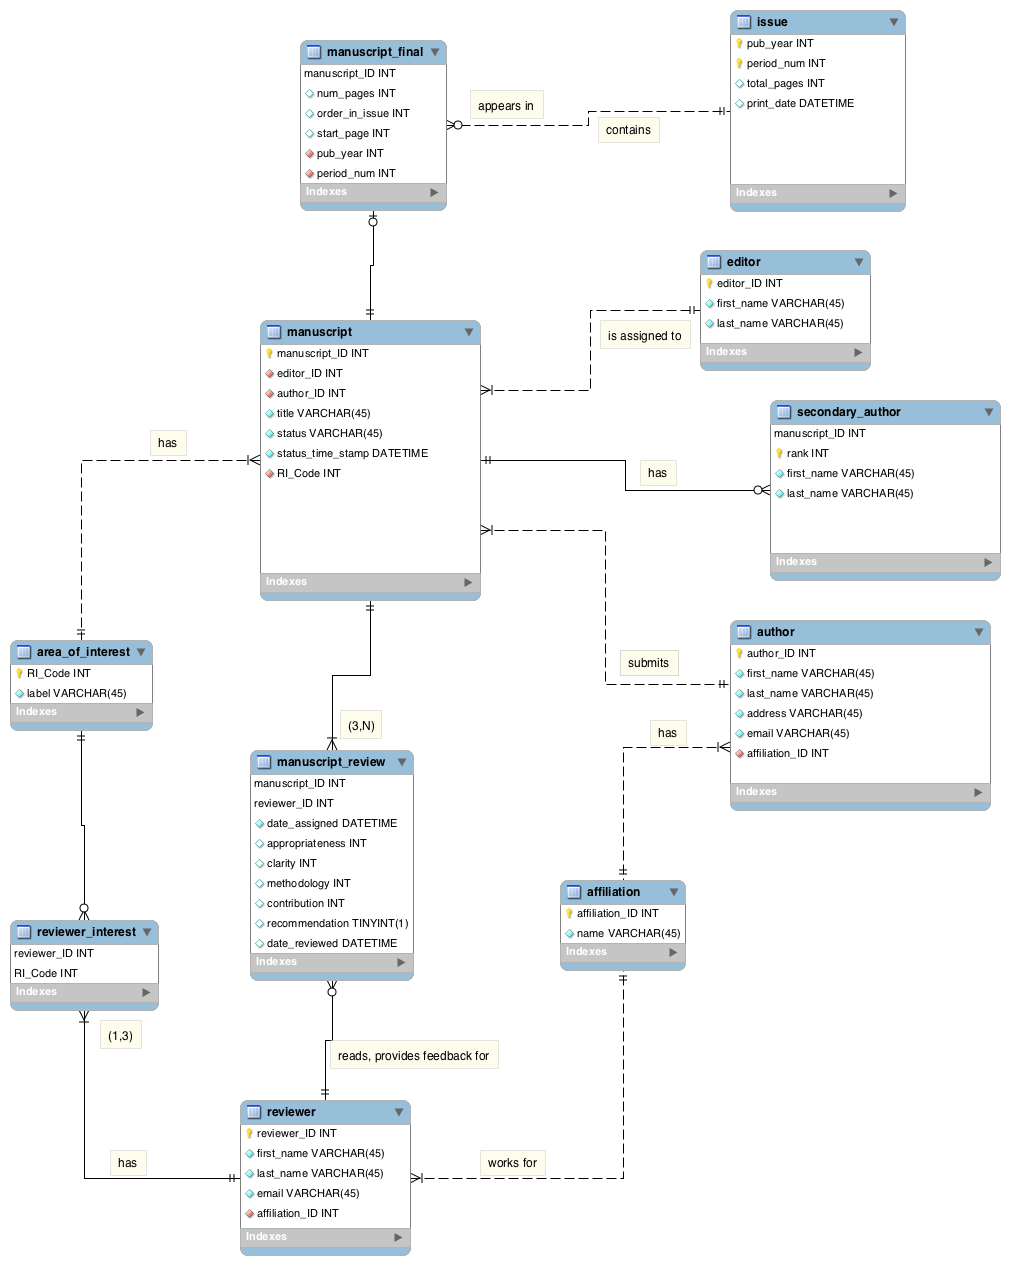 issue
pub_year INT
period_num INT
total_pages INT
print_date DATETIME
Indexes
manuscript_final
manuscript_ID INT
num_pages INT
order_in_issue INT
start_page INT
pub_year INT
period_num INT
Indexes
appears in
contains
editor
editor_ID INT
first_name VARCHAR(45)
last_name VARCHAR(45)
Indexes
is assigned to
manuscript
manuscript_ID INT
editor_ID INT
author_ID INT
title VARCHAR(45)
status VARCHAR(45)
status_time_stamp DATETIME
RI_Code INT
Indexes
has
secondary_author
manuscript_ID INT
rank INT
first_name VARCHAR(45)
last_name VARCHAR(45)
Indexes
has
author
author_ID INT
first_name VARCHAR(45)
last_name VARCHAR(45)
address VARCHAR(45)
email VARCHAR(45)
affiliation_ID INT
Indexes
submits
has
area_of_interest
RI_Code INT
label VARCHAR(45)
Indexes
(3,N)
manuscript_review
manuscript_ID INT
reviewer_ID INT
date_assigned DATETIME
appropriateness INT
clarity INT
methodology INT
contribution INT
recommendation TINYINT(1)
date_reviewed DATETIME
Indexes
affiliation
affiliation_ID INT
name VARCHAR(45)
Indexes
reviewer_interest
reviewer_ID INT
RI_Code INT
Indexes
(1,3)
reads, provides feedback for
reviewer
reviewer_ID INT
first_name VARCHAR(45)
last_name VARCHAR(45)
email VARCHAR(45)
affiliation_ID INT
Indexes
has
works for